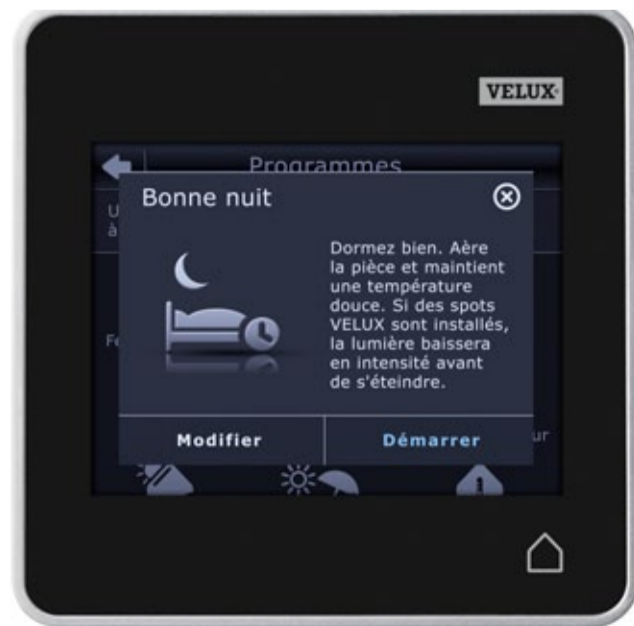 VELUX
Programmes
Bonne nuit
Dormez bien. Aère
la pièce et maintient
une température
douce. Si des spots
VELUX sont installés,
la lumière baissera
en intensité avant
de s'éteindre.
Modifier
Démarrer